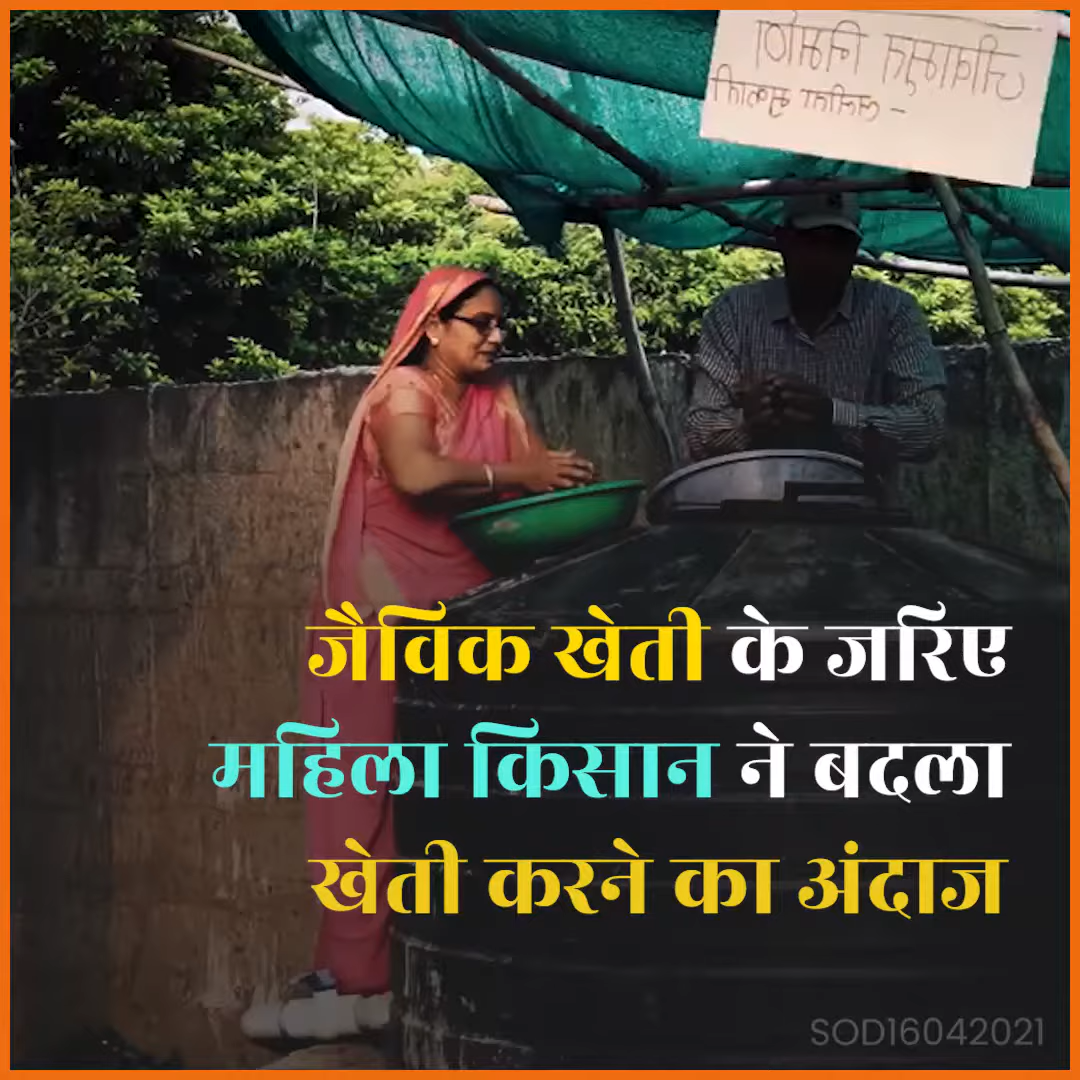 जैविक खेती के जरिए
महिला किसान ने बदला
खेती करने का अंदाज
SOD16042021